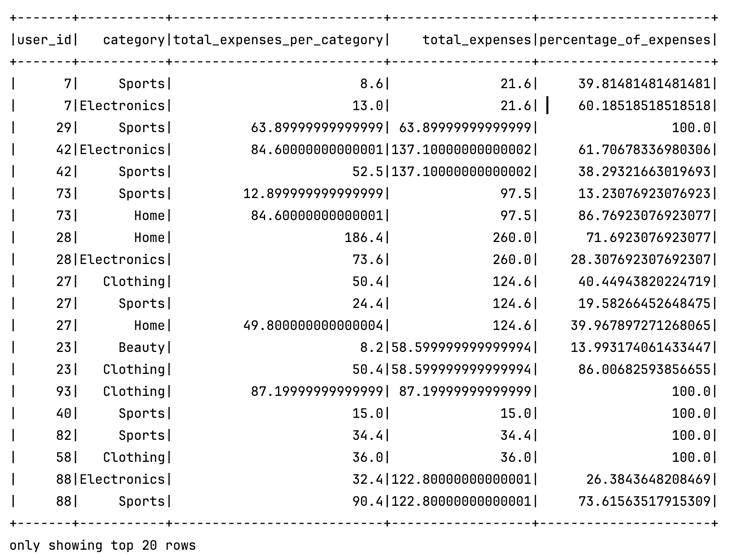 +-------+-----------+---------------------------+------------------+----------------------+
|user_id|   category|total_expenses_per_category|    total_expenses|percentage_of_expenses|
+-------+-----------+---------------------------+------------------+----------------------+
|      7|     Sports|                        8.6|              21.6|     39.81481481481481|
|      7|Electronics|                       13.0|              21.6|     60.18518518518518|
|     29|     Sports|          63.89999999999999| 63.89999999999999|                 100.0|
|     42|Electronics|          84.60000000000001|137.10000000000002|     61.70678336980306|
|     42|     Sports|                       52.5|137.10000000000002|     38.29321663019693|
|     73|     Sports|         12.899999999999999|              97.5|     13.23076923076923|
|     73|       Home|          84.60000000000001|              97.5|     86.76923076923077|
|     28|       Home|                      186.4|             260.0|      71.6923076923077|
|     28|Electronics|                       73.6|             260.0|    28.307692307692307|
|     27|   Clothing|                       50.4|             124.6|     40.44943820224719|
|     27|     Sports|                       24.4|             124.6|     19.58266452648475|
|     27|       Home|         49.800000000000004|             124.6|    39.967897271268065|
|     23|     Beauty|                        8.2|58.599999999999994|    13.993174061433447|
|     23|   Clothing|                       50.4|58.599999999999994|     86.00682593856655|
|     93|   Clothing|          87.19999999999999| 87.19999999999999|                 100.0|
|     40|     Sports|                       15.0|              15.0|                 100.0|
|     82|     Sports|                       34.4|              34.4|                 100.0|
|     58|   Clothing|                       36.0|              36.0|                 100.0|
|     88|Electronics|                       32.4|122.80000000000001|      26.3843648208469|
|     88|     Sports|                       90.4|122.80000000000001|     73.61563517915309|
+-------+-----------+---------------------------+------------------+----------------------+
only showing top 20 rows